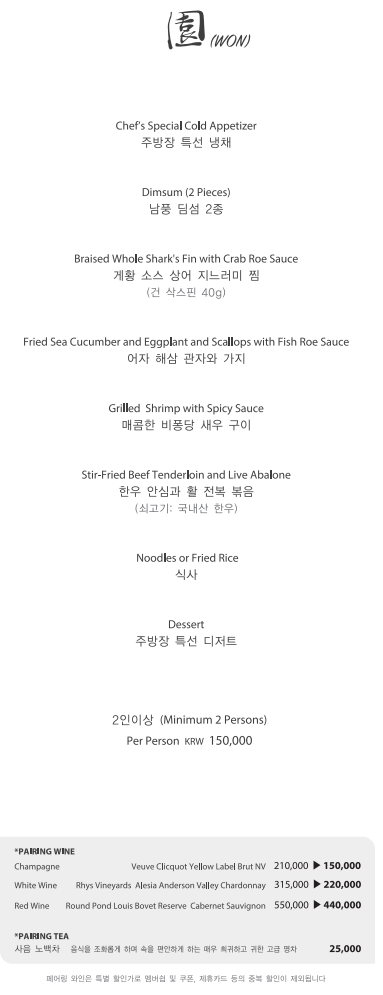 園 (WON)
Chef's Special Cold Appetizer
주방장 특선 냉채
Dimsum (2 Pieces)
남풍 딤섬 2종
Braised Whole Shark's Fin with Crab Roe Sauce
게황 소스 상어 지느러미 찜
(건 삭스핀 40g)
Fried Sea Cucumber and Eggplant and Scallops with Fish Roe Sauce
어자 해삼 관자와 가지
Grilled Shrimp with Spicy Sauce
매콤한 비풍당 새우 구이
Stir-Fried Beef Tenderloin and Live Abalone
한우 안심과 활 전복 볶음
(쇠고기: 국내산 한우)
Noodles or Fried Rice
식사
Dessert
주방장 특선 디저트
2인이상 (Minimum 2 Persons)
Per Person KRW 150,000
*PAIRING WINE
Champagne Veuve Clicquot Yellow Label Brut NV 210,000 ▶ 150,000
White Wine Rhys Vineyards Alesia Anderson Valley Chardonnay 315,000 ▶ 220,000
Red Wine Round Pond Louis Bovet Reserve Cabernet Sauvignon 550,000 ▶ 440,000
*PAIRING TEA
사음 노백차 음식을 조화롭게 하며 속을 편안하게 하는 매우 희귀하고 귀한 고급 명차 25,000
페어링 와인은 특별 할인가로 멤버쉽 및 쿠폰, 제휴카드 등의 중복 할인이 제외됩니다